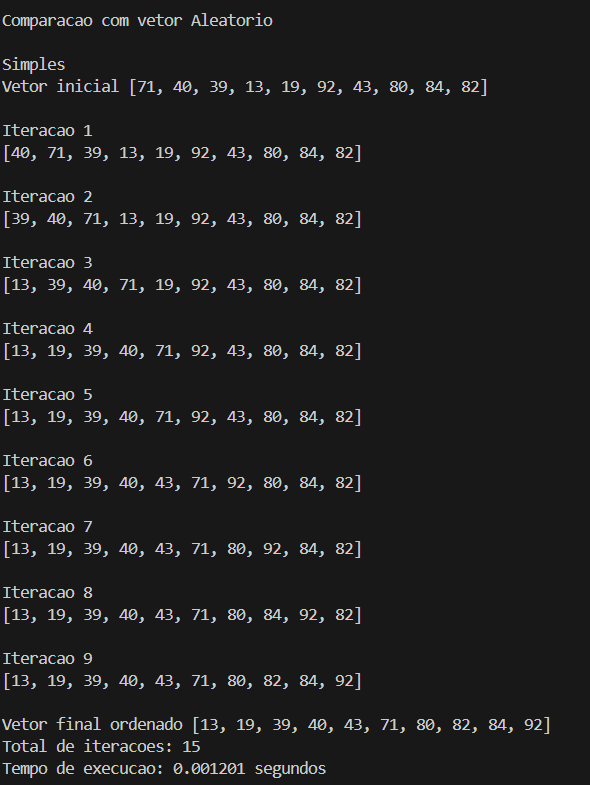 Comparacao com vetor Aleatorio
Simples
Vetor inicial [71, 40, 39, 13, 19, 92, 43, 80, 84, 82]
Iteracao 1
[40, 71, 39, 13, 19, 92, 43, 80, 84, 82]
Iteracao 2
[39, 40, 71, 13, 19, 92, 43, 80, 84, 82]
Iteracao 3
[13, 39, 40, 71, 19, 92, 43, 80, 84, 82]
Iteracao 4
[13, 19, 39, 40, 71, 92, 43, 80, 84, 82]
Iteracao 5
[13, 19, 39, 40, 71, 92, 43, 80, 84, 82]
Iteracao 6
[13, 19, 39, 40, 43, 71, 92, 80, 84, 82]
Iteracao 7
[13, 19, 39, 40, 43, 71, 80, 92, 84, 82]
Iteracao 8
[13, 19, 39, 40, 43, 71, 80, 84, 92, 82]
Iteracao 9
[13, 19, 39, 40, 43, 71, 80, 82, 84, 92]
Vetor final ordenado [13, 19, 39, 40, 43, 71, 80, 82, 84, 92]
Total de iteracoes: 15
Tempo de execucao: 0.001201 segundos